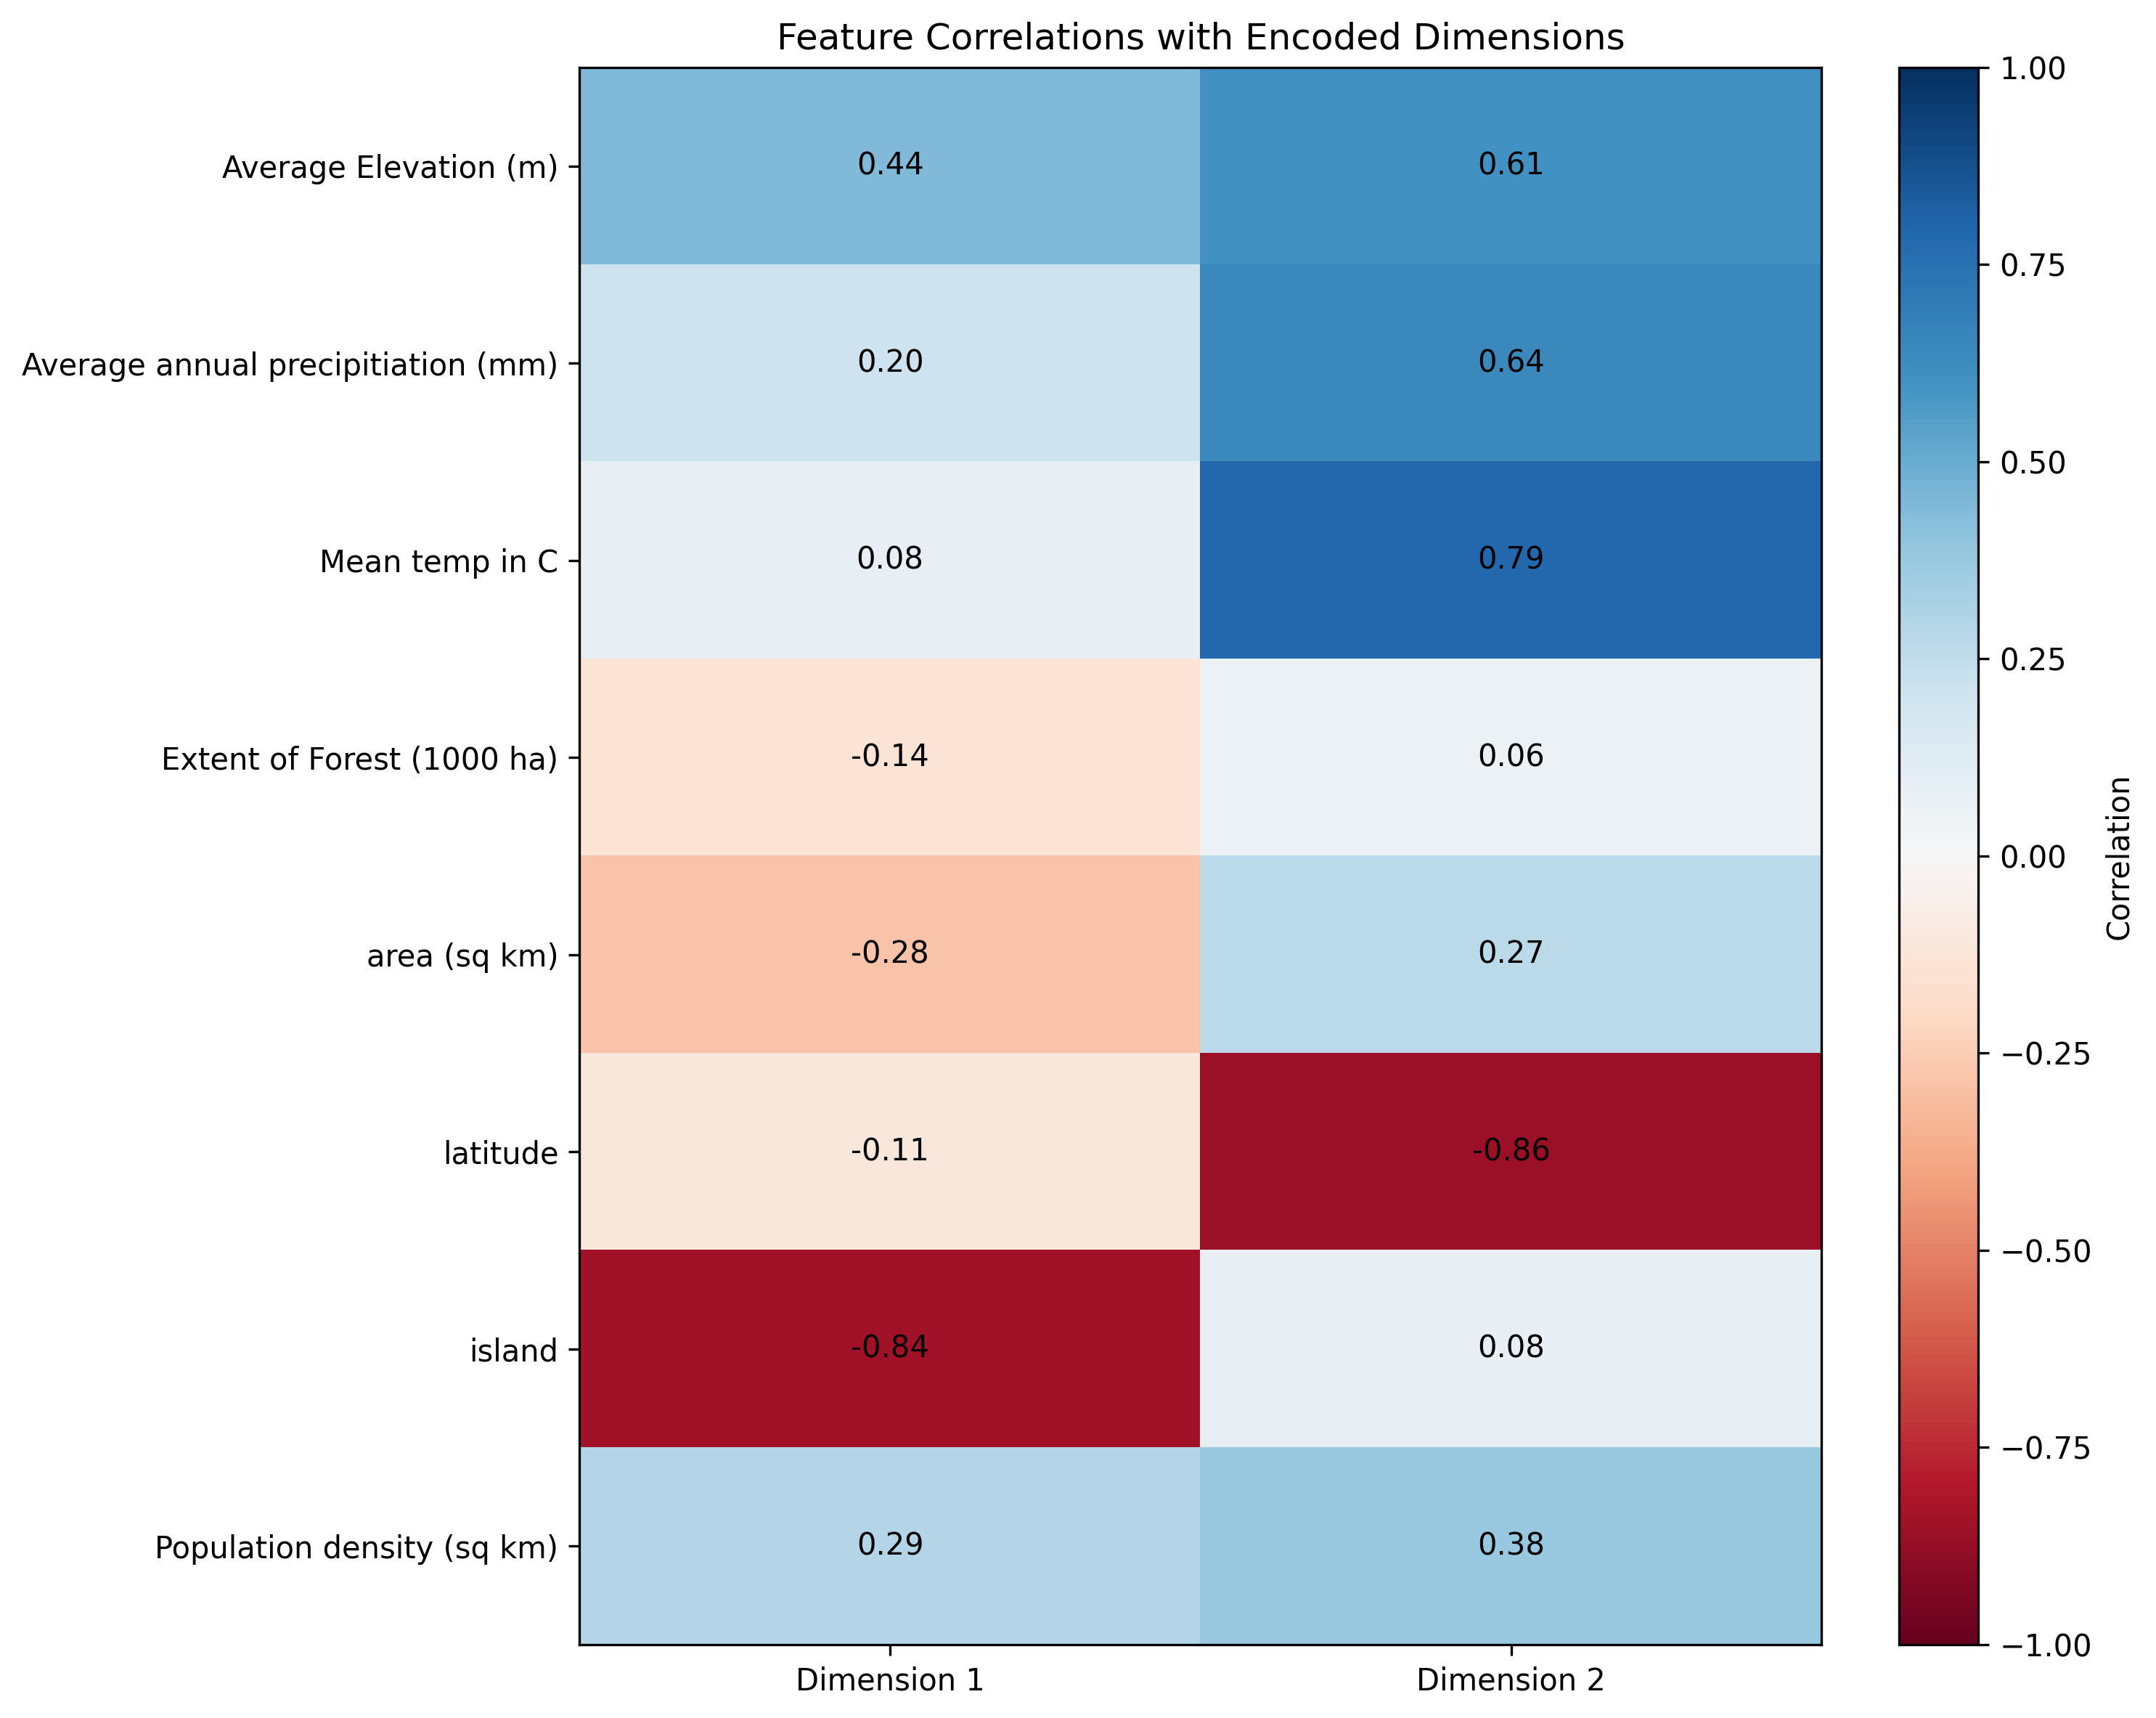 Feature Correlations with Encoded Dimensions
Average Elevation (m)
0.44
0.61
Average annual precipitiation (mm)
0.20
0.64
Mean temp in C
0.08
0.79
Extent of Forest (1000 ha)
-0.14
0.06
area (sq km)
-0.28
0.27
latitude
-0.11
-0.86
island
-0.84
0.08
Population density (sq km)
0.29
0.38
Dimension 1
Dimension 2
1.00
0.75
0.50
0.25
0.00
−0.25
−0.50
−0.75
−1.00
Correlation